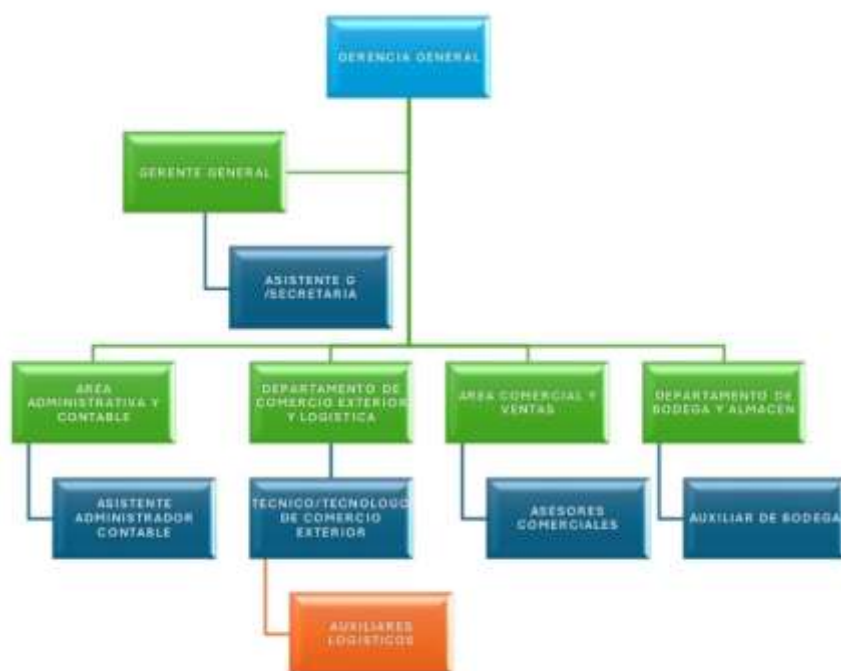 GERENCIA GENERAL
GERENTE GENERAL
ASISTENTE G
/SECRETARIA
AREA
ADMINISTRATIVA Y
CONTABLE
DEPARTAMENTO DE
COMERCIO EXTERIOR
Y LOGISTICA
AREA COMERCIAL Y
VENTAS
DEPARTAMENTO DE
BODEGA Y ALMACEN
ASISTENTE
ADMINISTRADOR
CONTABLE
TECNICO/TECNOLOGO
DE COMERCIO
EXTERIOR
ASESORES
COMERCIALES
AUXILIAR DE BODEGA
AUXILIARES
LOGISTICOS